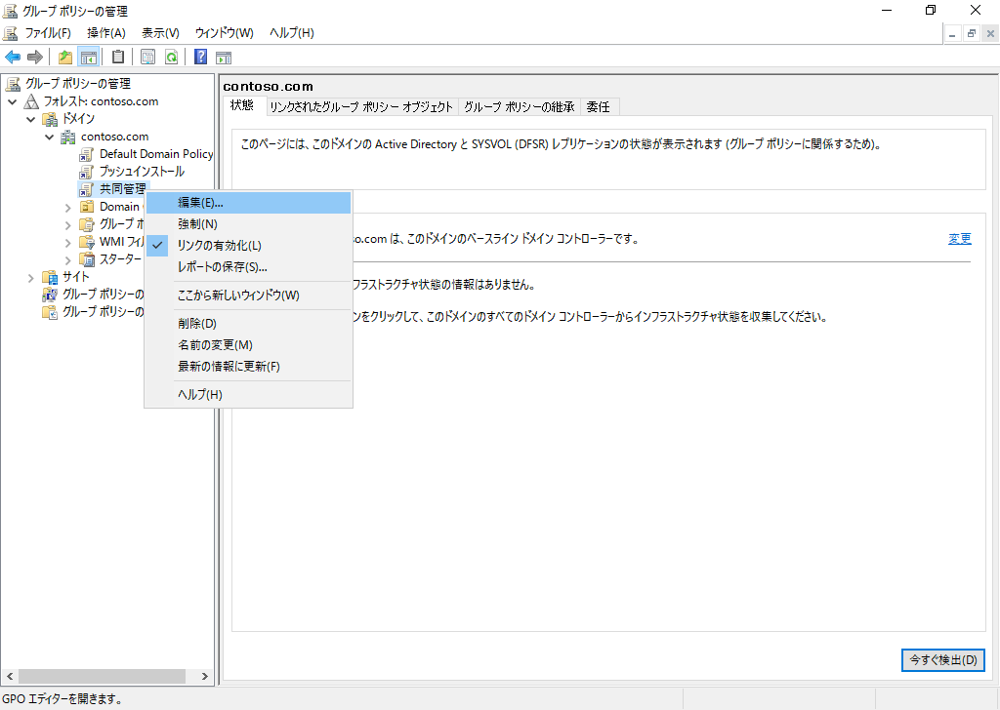 グループ ポリシーの管理
ファイル(F) 操作(A) 表示(V) ウィンドウ(W) ヘルプ(H)
グループ ポリシーの管理
フォレスト: contoso.com
ドメイン
contoso.com
Default Domain Policy
プッシュインストール
共同管理
Domain
グループ
WMI フィル
スターター
サイト
グループ ポリシーの
グループ ポリシーの
編集(E)...
強制(N)
リンクの有効化(L)
レポートの保存(S)...
ここから新しいウィンドウ(W)
削除(D)
名前の変更(M)
最新の情報に更新(F)
ヘルプ(H)
contoso.com
状態 リンクされたグループ ポリシー オブジェクト グループ ポリシーの継承 委任
このページには、このドメインの Active Directory と SYSVOL (DFSR) レプリケーションの状態が表示されます (グループ ポリシーに関係するため)。
so.com は、このドメインのベースライン ドメイン コントローラーです。 変更
フラストラクチャ状態の情報はありません。
ンをクリックして、このドメインのすべてのドメイン コントローラーからインフラストラクチャ状態を収集してください。
今すぐ検出(D)
GPO エディターを開きます。